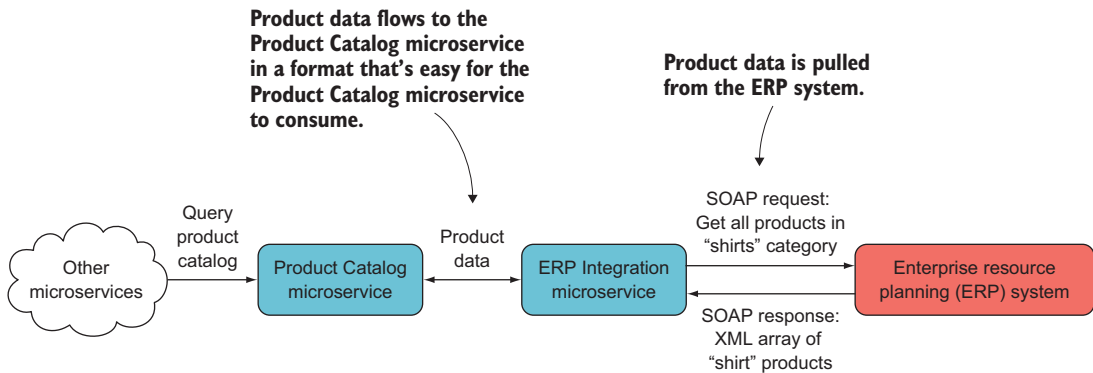 Product data flows to the
Product Catalog microservice
in a format that's easy for the
Product Catalog microservice
to consume.
Product data is pulled
from the ERP system.
Other
microservices
Query
product
catalog
Product Catalog
microservice
Product
data
ERP Integration
microservice
SOAP request:
Get all products in
“shirts” category
SOAP response:
XML array of
“shirt” products
Enterprise resource
planning (ERP) system